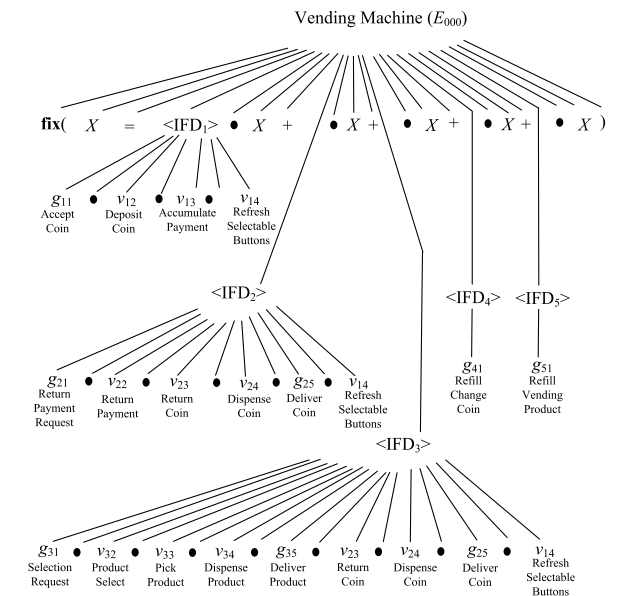 Vending Machine (E000)
fix( X = <IFD1> ● X + ● X + ● X + ● X + ● X )
g11 ● v12 ● v13 ● v14
Accept Coin
Deposit Coin
Accumulate Payment
Refresh Selectable Buttons
<IFD2>
<IFD4> <IFD5>
g21 ● v22 ● v23 ● v24 ● g25 ● v14
Return Payment Request
Return Payment
Return Coin
Dispense Coin
Deliver Coin
Refresh Selectable Buttons
g41
Refill Change Coin
g51
Refill Vending Product
<IFD3>
g31 ● v32 ● v33 ● v34 ● g35 ● v23 ● v24 ● g25 ● v14
Selection Request
Product Select
Pick Product
Dispense Product
Deliver Product
Return Coin
Dispense Coin
Deliver Coin
Refresh Selectable Buttons